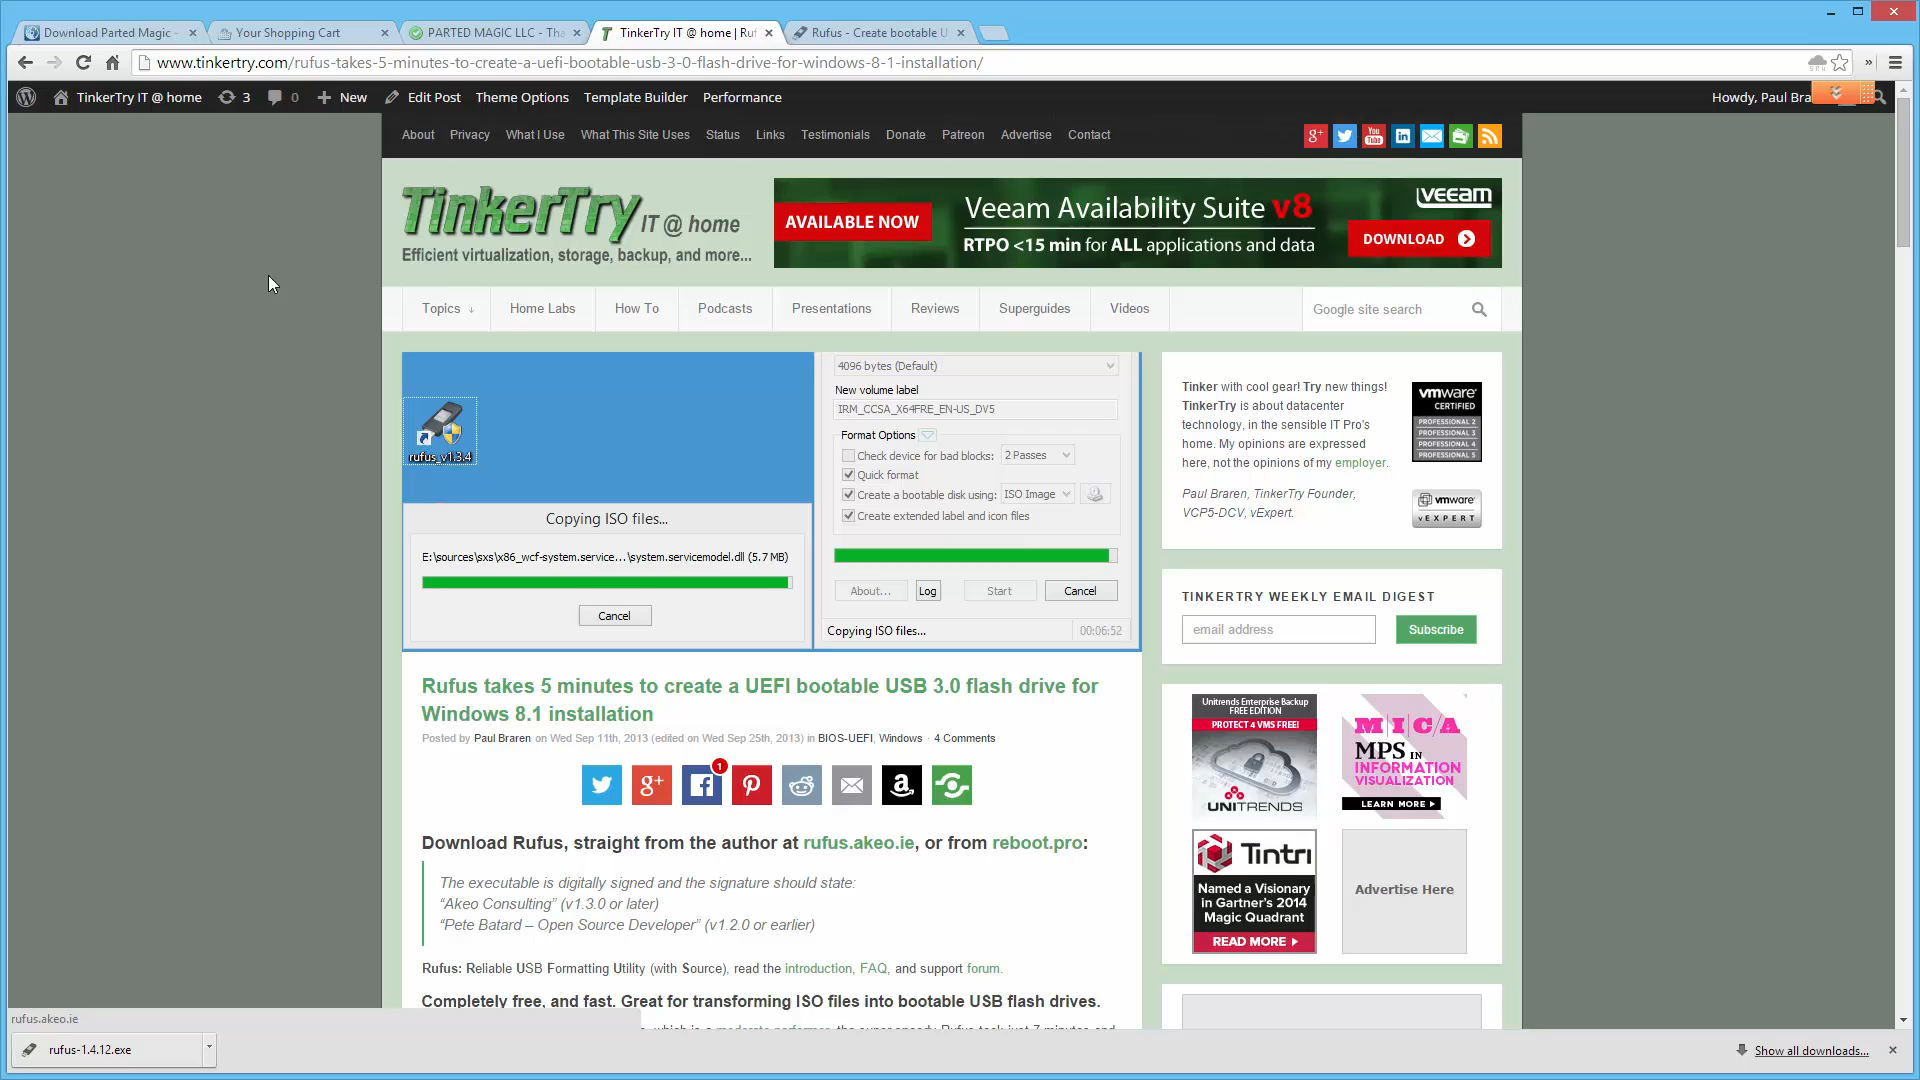 Download Parted Magic -
Your Shopping Cart
PARTED MAGIC LLC - Tha
TinkerTry IT @ home | Ruf
Rufus - Create bootable U
www.tinkertry.com/rufus-takes-5-minutes-to-create-a-uefi-bootable-usb-3-0-flash-drive-for-windows-8-1-installation/
TinkerTry IT @ home 3 0 New Edit Post Theme Options Template Builder Performance
Howdy, Paul Bra
About Privacy What I Use What This Site Uses Status Links Testimonials Donate Patreon Advertise Contact
TinkerTry IT @ home
Efficient virtualization, storage, backup, and more...
AVAILABLE NOW
Veeam Availability Suite v8
RTPO <15 min for ALL applications and data
veeam
DOWNLOAD
Topics ↓ Home Labs How To Podcasts Presentations Reviews Superguides Videos
Google site search
rufus_v1.3.4
Copying ISO files...
E:\sources\sxs\x86_wcf-system.service...\system.servicemodel.dll (5.7 MB)
Cancel
4096 bytes (Default)
New volume label
IRM_CCSA_X64FRE_EN-US_DV5
Format Options
Check device for bad blocks: 2 Passes
Quick format
Create a bootable disk using: ISO Image
Create extended label and icon files
About... Log Start Cancel
Copying ISO files... 00:06:52
Rufus takes 5 minutes to create a UEFI bootable USB 3.0 flash drive for
Windows 8.1 installation
Posted by Paul Braren on Wed Sep 11th, 2013 (edited on Wed Sep 25th, 2013) in BIOS-UEFI, Windows · 4 Comments
1
Download Rufus, straight from the author at rufus.akeo.ie, or from reboot.pro:
The executable is digitally signed and the signature should state:
“Akeo Consulting” (v1.3.0 or later)
“Pete Batard – Open Source Developer” (v1.2.0 or earlier)
Rufus: Reliable USB Formatting Utility (with Source), read the introduction, FAQ, and support forum.
Completely free, and fast. Great for transforming ISO files into bootable USB flash drives.
Tinker with cool gear! Try new things!
TinkerTry is about datacenter
technology, in the sensible IT Pro's
home. My opinions are expressed
here, not the opinions of my employer.
Paul Braren, TinkerTry Founder,
VCP5-DCV, vExpert.
vmware
CERTIFIED
PROFESSIONAL 2
PROFESSIONAL 3
PROFESSIONAL 4
PROFESSIONAL 5
vmware
vEXPERT
TINKERTRY WEEKLY EMAIL DIGEST
email address
Subscribe
Unitrends Enterprise Backup
FREE EDITION
PROTECT 4 VMS FREE!
UNITRENDS
M|I|C|A
MPS IN
INFORMATION
VISUALIZATION
LEARN MORE
Tintri
Named a Visionary
in Gartner's 2014
Magic Quadrant
READ MORE
Advertise Here
rufus.akeo.ie
rufus-1.4.12.exe
Show all downloads...